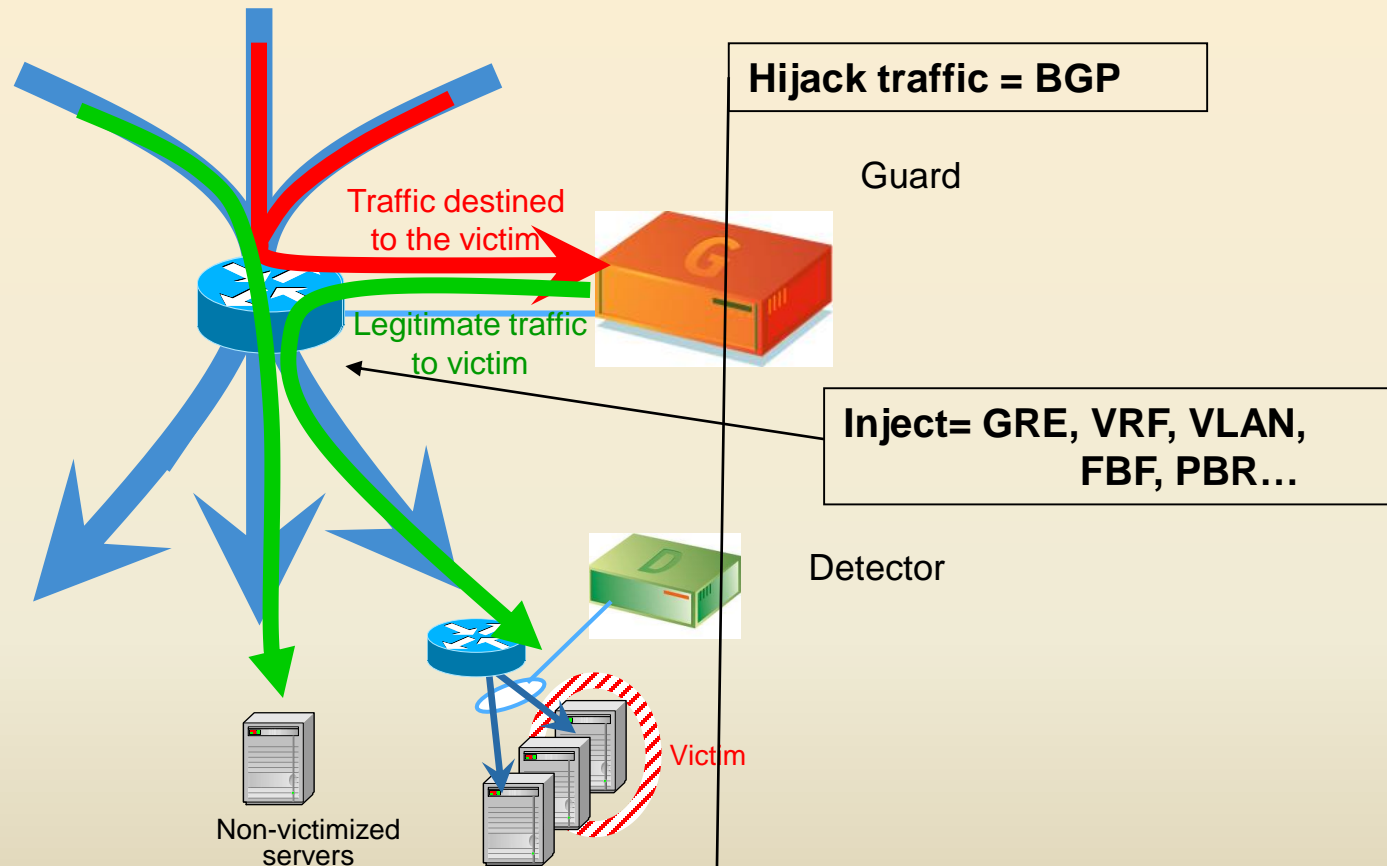 Hijack traffic = BGP
Guard
Traffic destined
to the victim
G
Legitimate traffic
to victim
Inject= GRE, VRF, VLAN,
FBF, PBR…
D
Detector
Victim
Non-victimized
servers